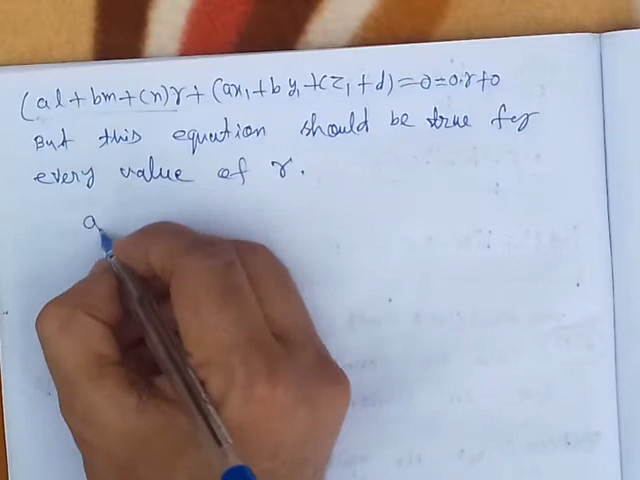 (al+bm+cn)r+(ax₁+by₁+cz₁+d)=0=0.r+0
But this equation should be true for
every value of r.
a